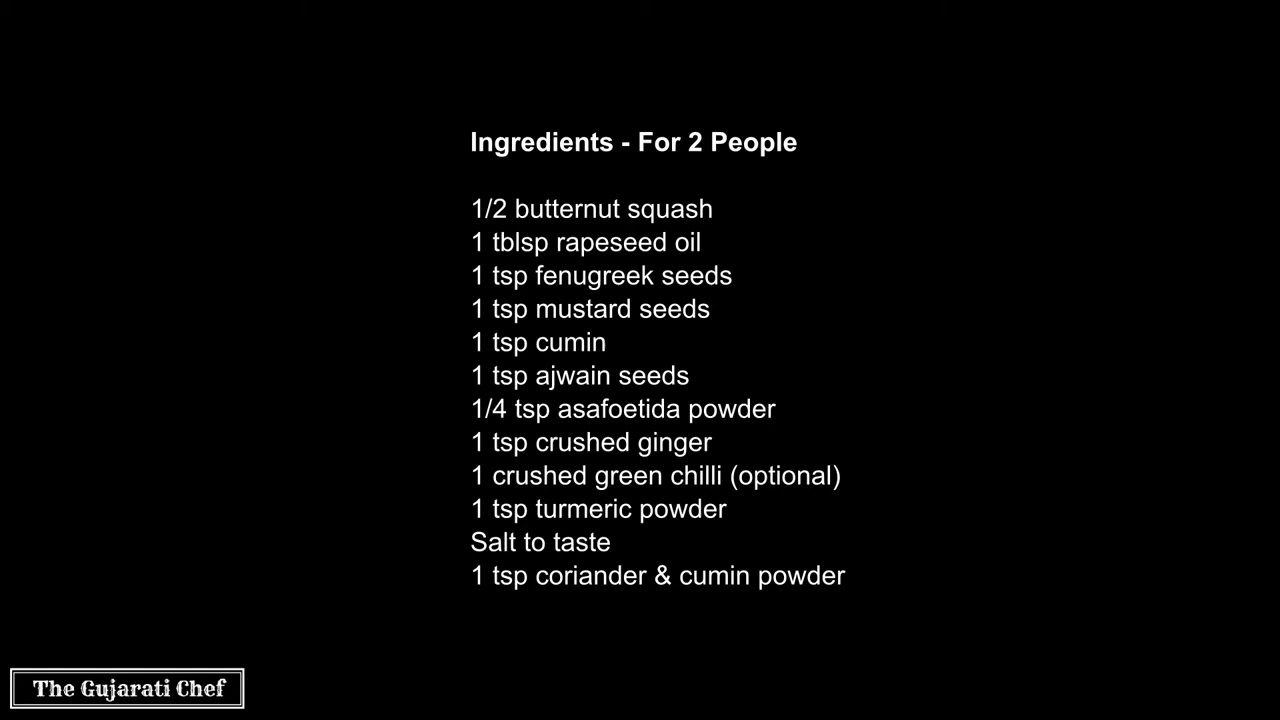 Ingredients - For 2 People
1/2 butternut squash
1 tblsp rapeseed oil
1 tsp fenugreek seeds
1 tsp mustard seeds
1 tsp cumin
1 tsp ajwain seeds
1/4 tsp asafoetida powder
1 tsp crushed ginger
1 crushed green chilli (optional)
1 tsp turmeric powder
Salt to taste
1 tsp coriander & cumin powder
The Gujarati Chef